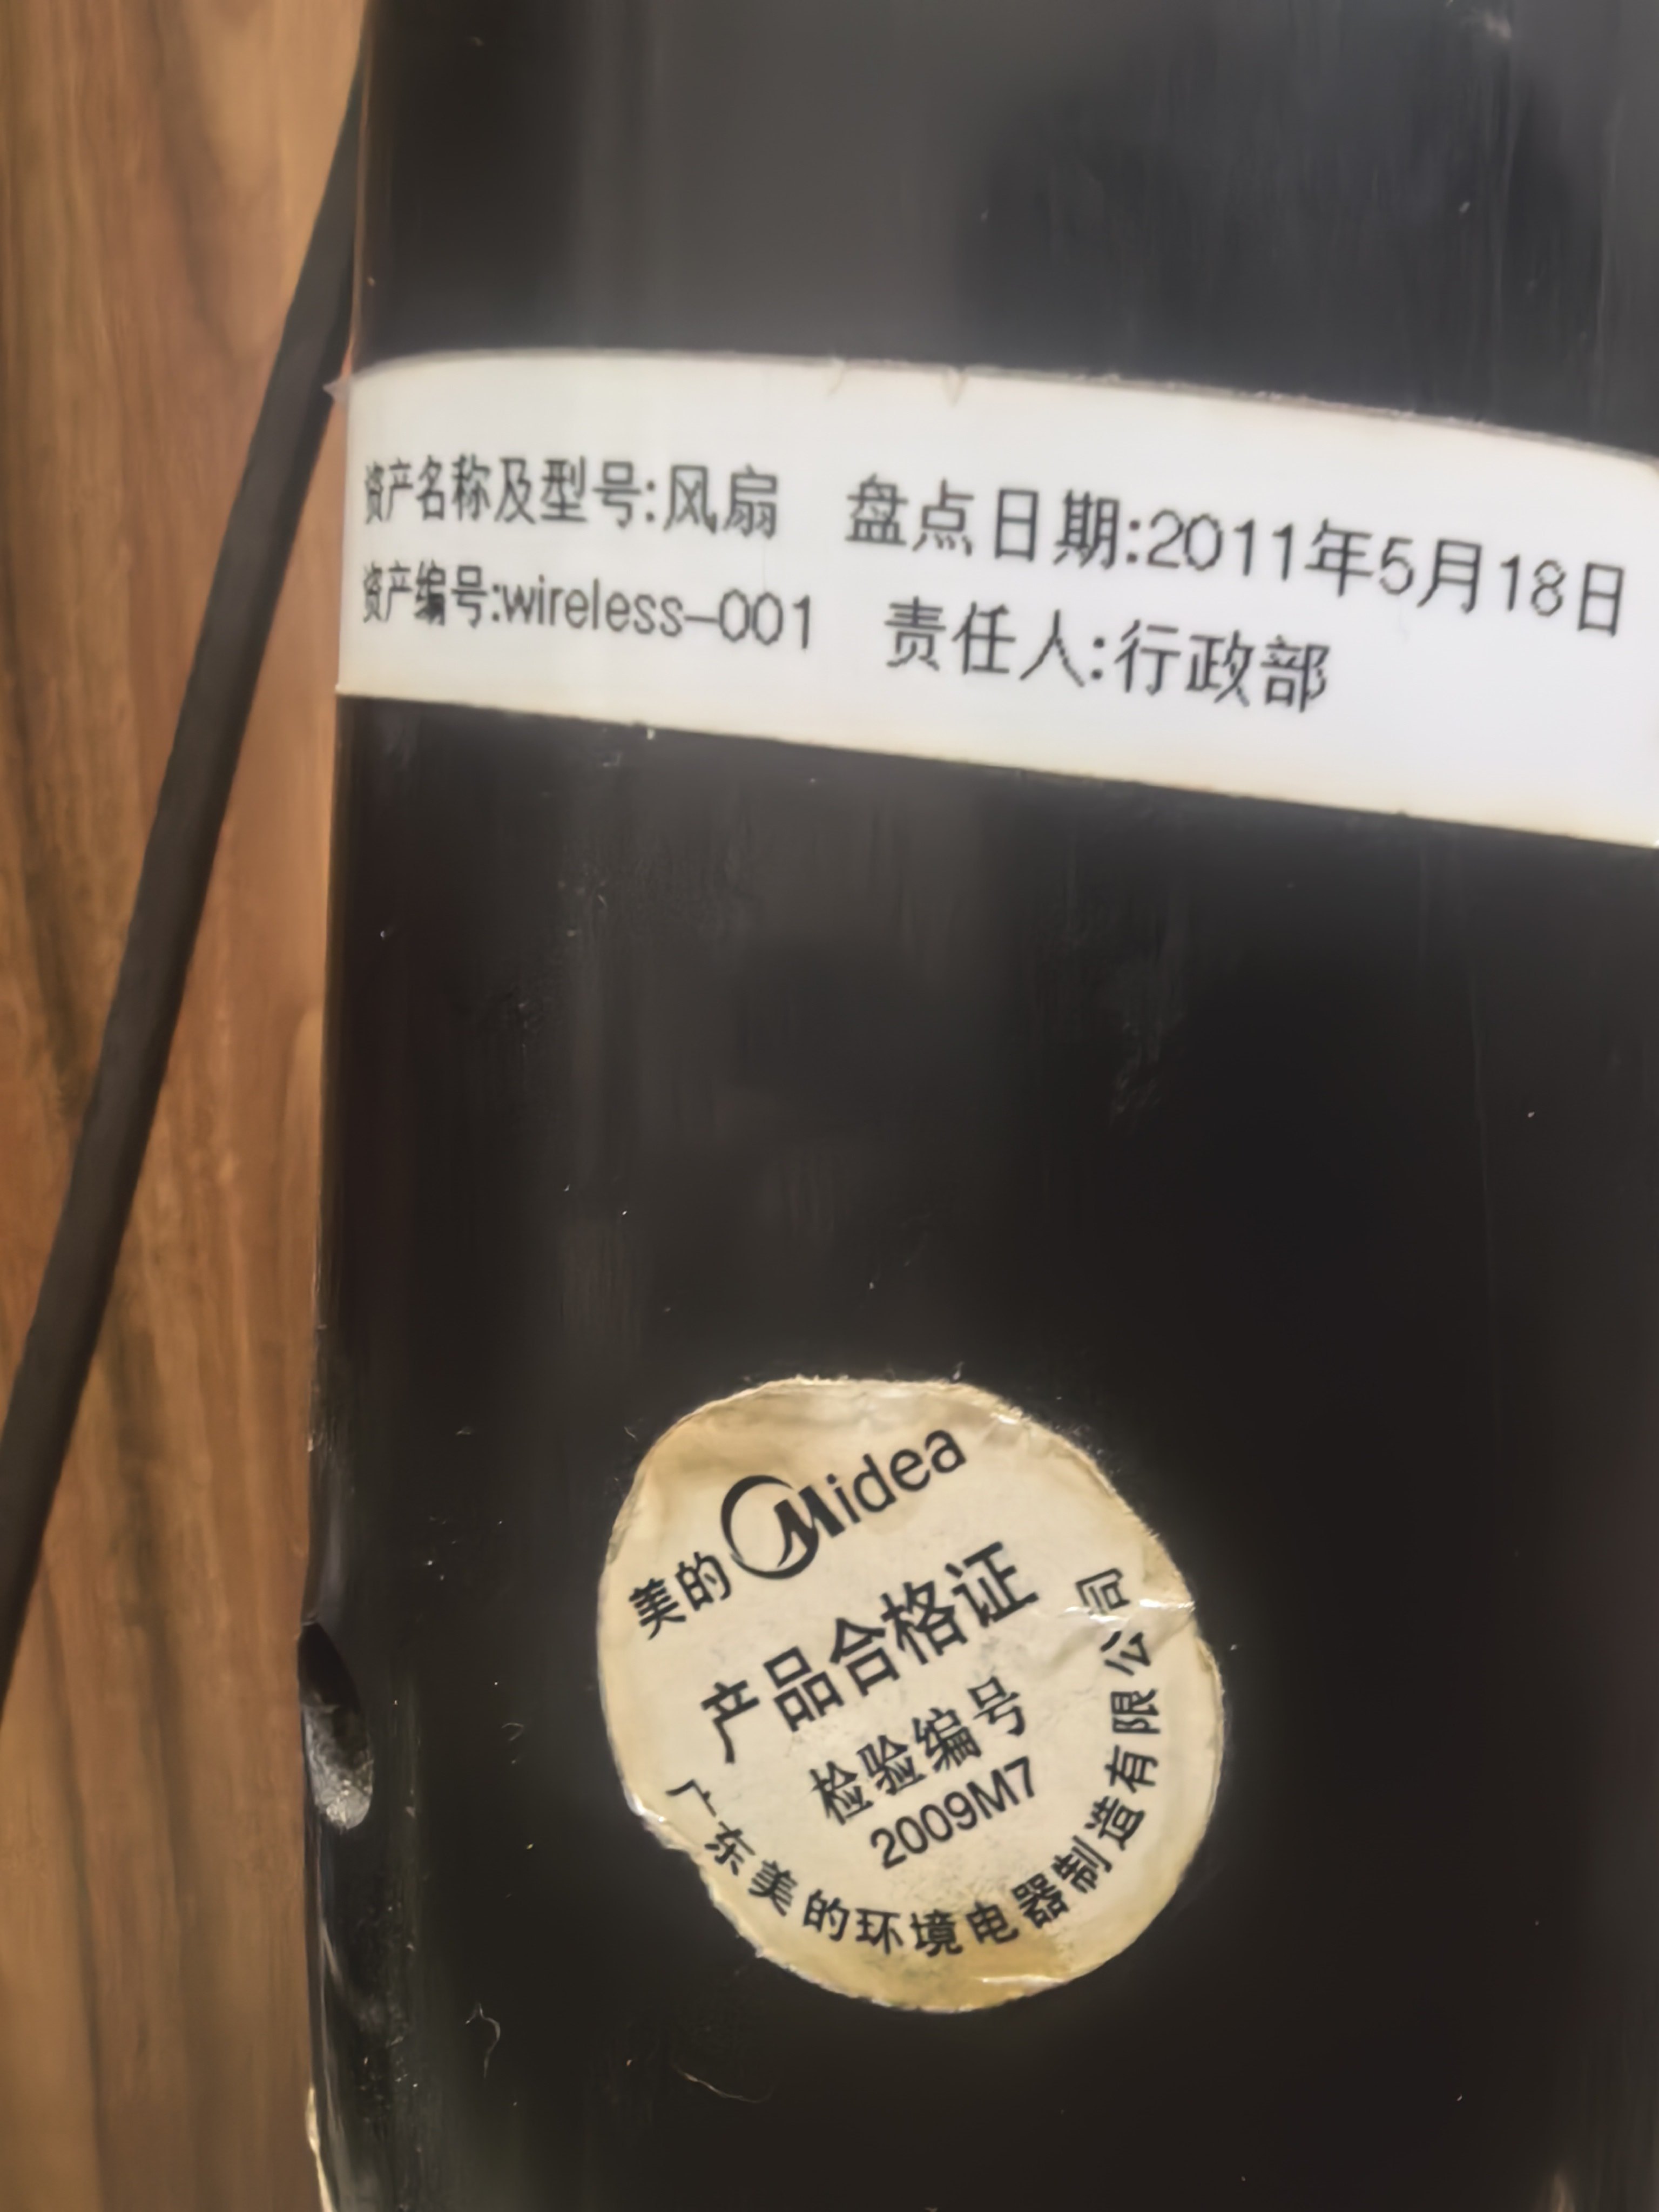 资产名称及型号:风扇 盘点日期:2011年5月18日
资产编号:wireless-001 责任人:行政部
美的 Midea
产品合格证
检验编号
2009M7
广东美的环境电器制造有限公司